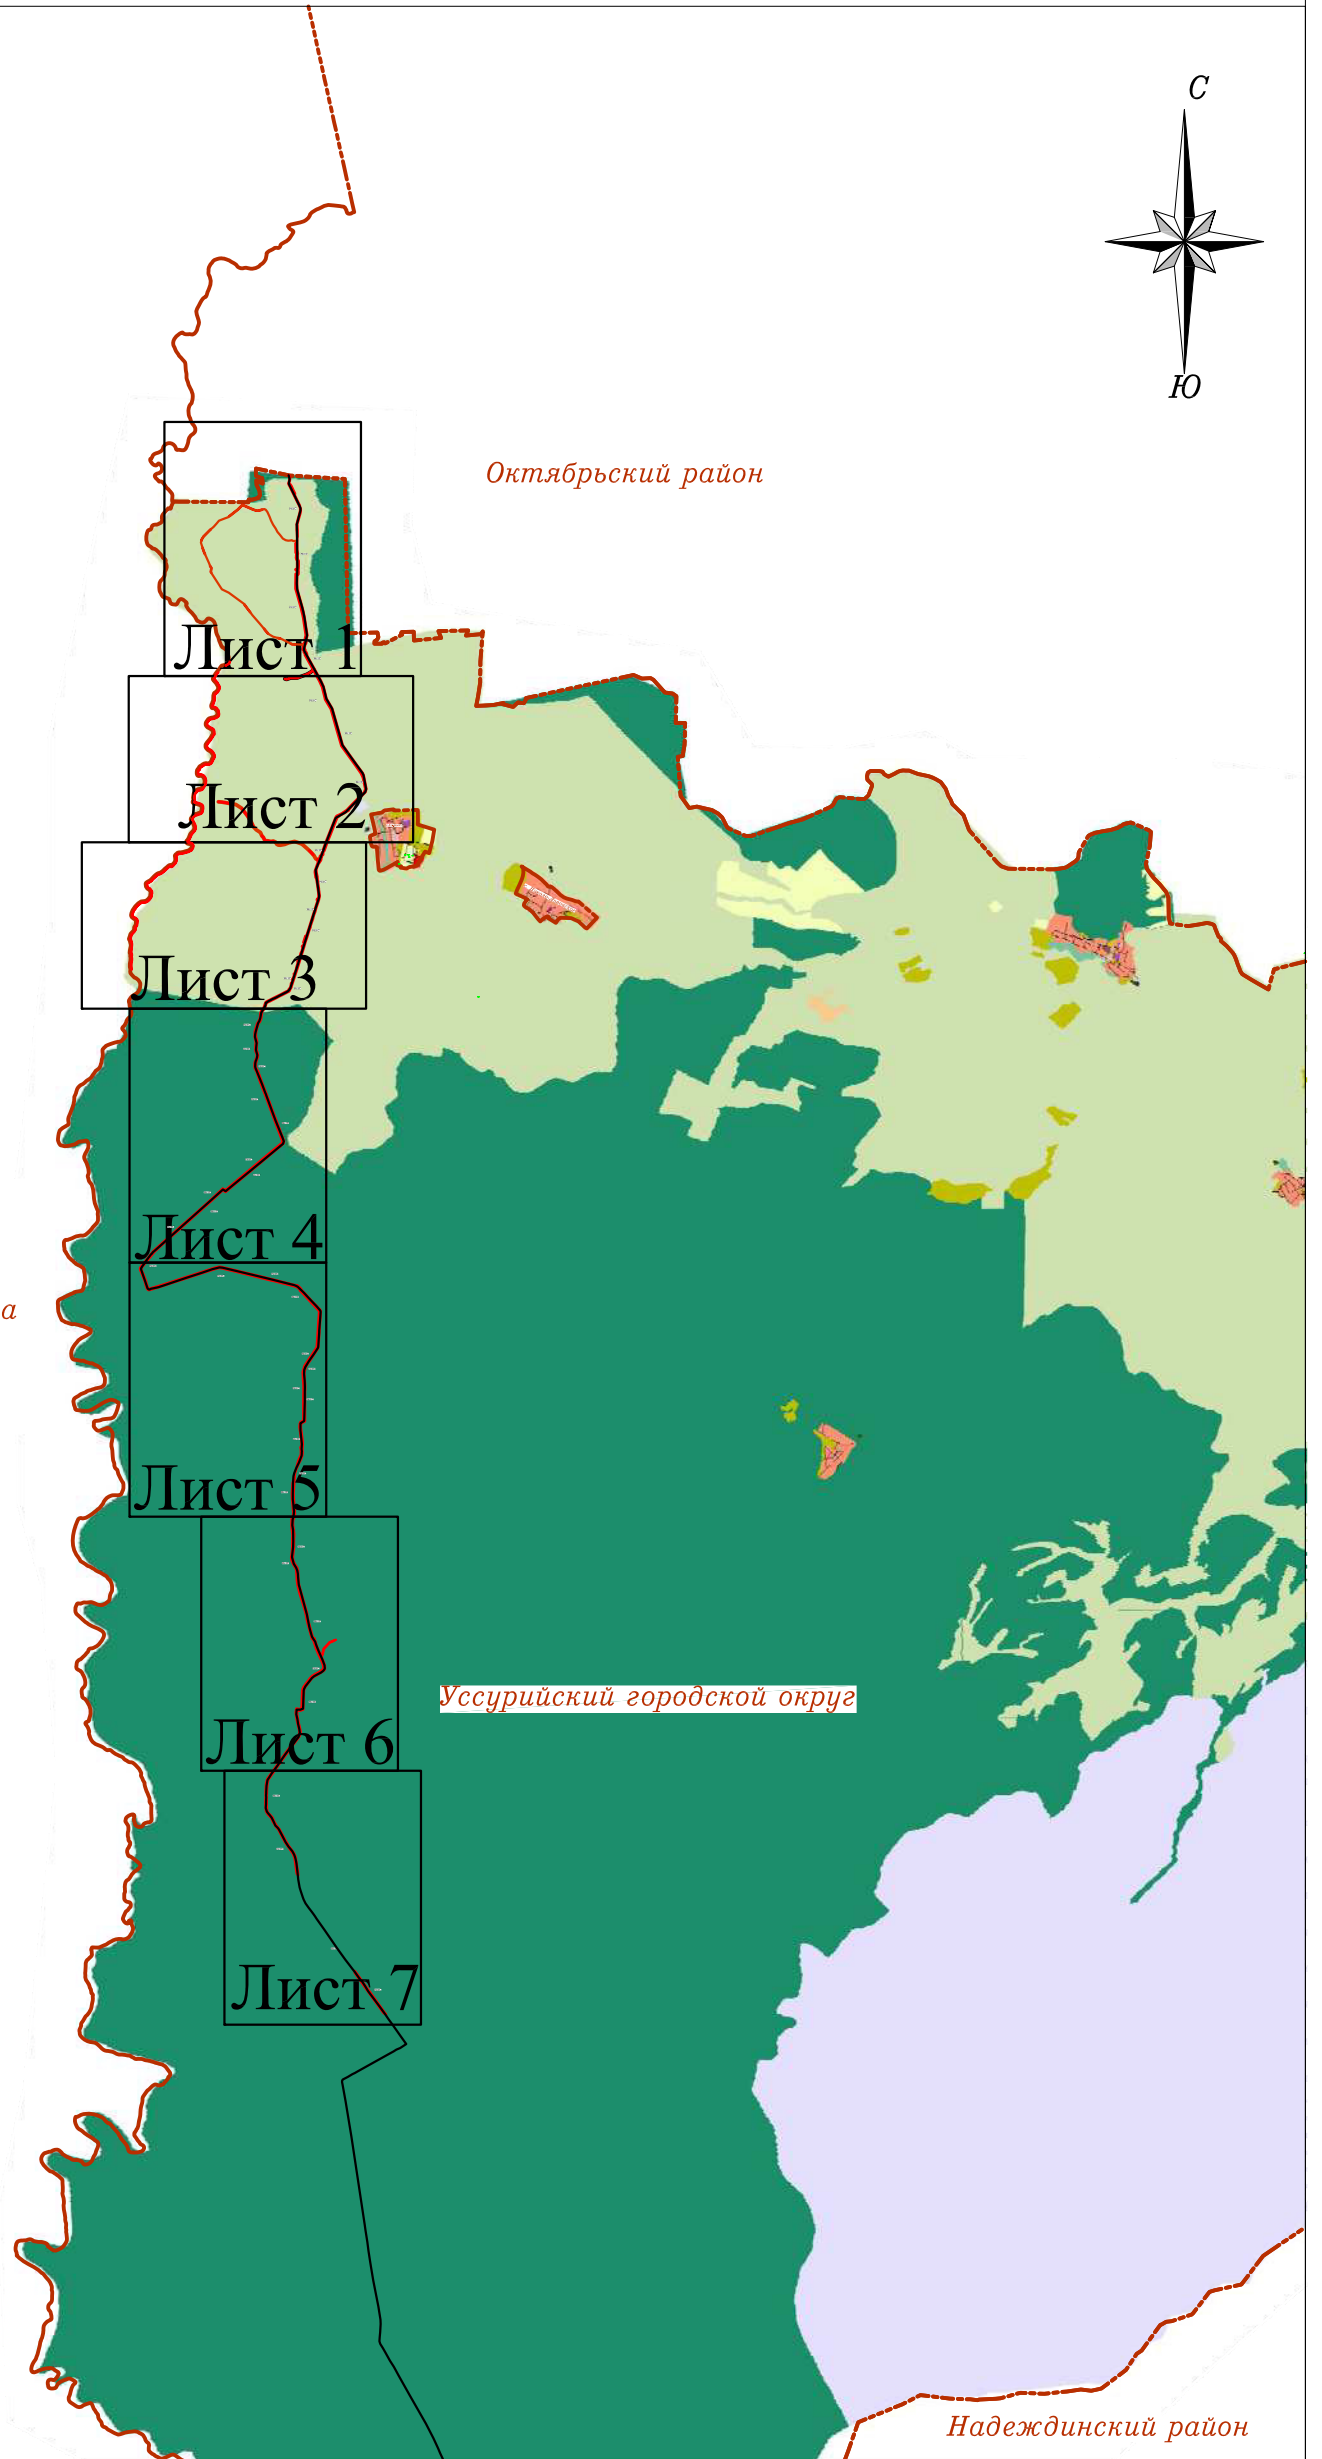 С
Ю
Октябрьский район
Лист 1
Лист 2
Лист 3
Лист 4
а
Лист 5
Уссурийский городской округ
Лист 6
Лист 7
Надеждинский район